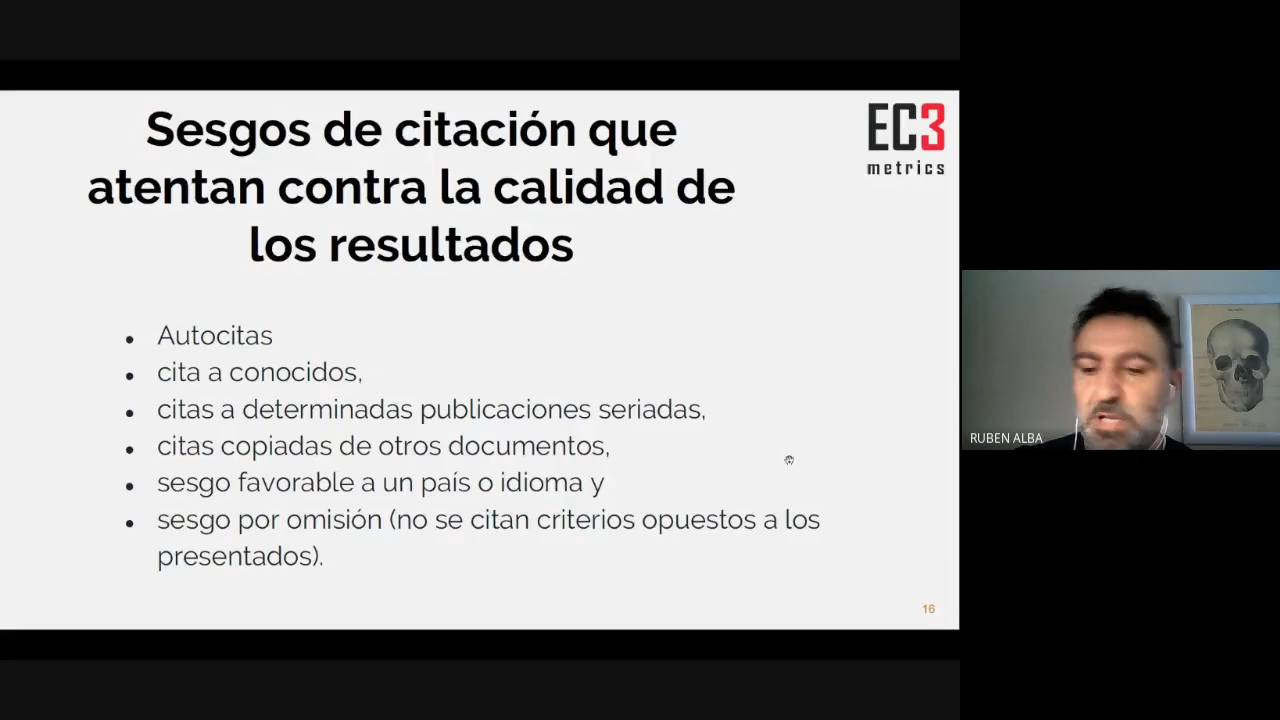 Sesgos de citación que
atentan contra la calidad de
los resultados
EC3
metrics
● Autocitas
● cita a conocidos,
● citas a determinadas publicaciones seriadas,
● citas copiadas de otros documentos,
● sesgo favorable a un país o idioma y
● sesgo por omisión (no se citan criterios opuestos a los
presentados).
16
RUBEN ALBA